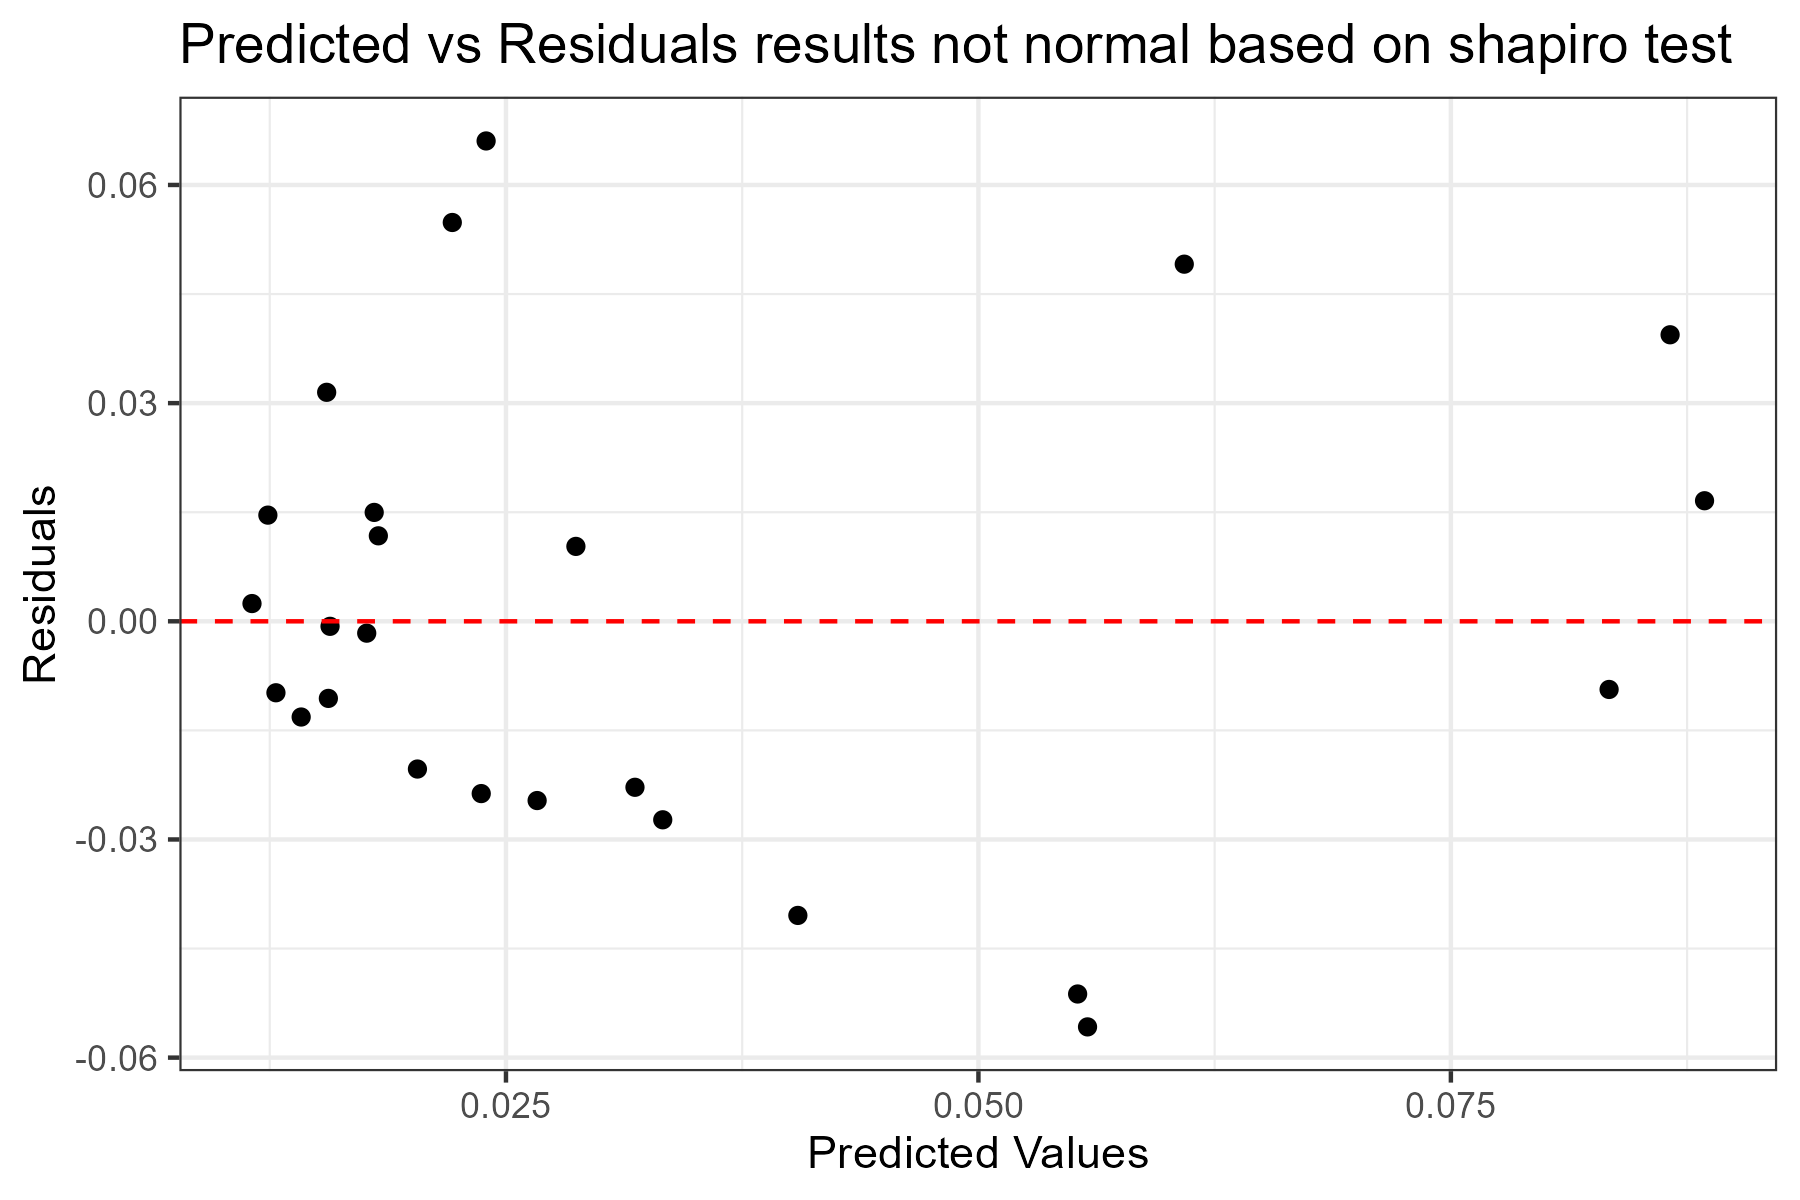 Predicted vs Residuals results not normal based on shapiro test
0.06
0.03
0.00
-0.03
-0.06
Residuals
0.025 0.050 0.075
Predicted Values